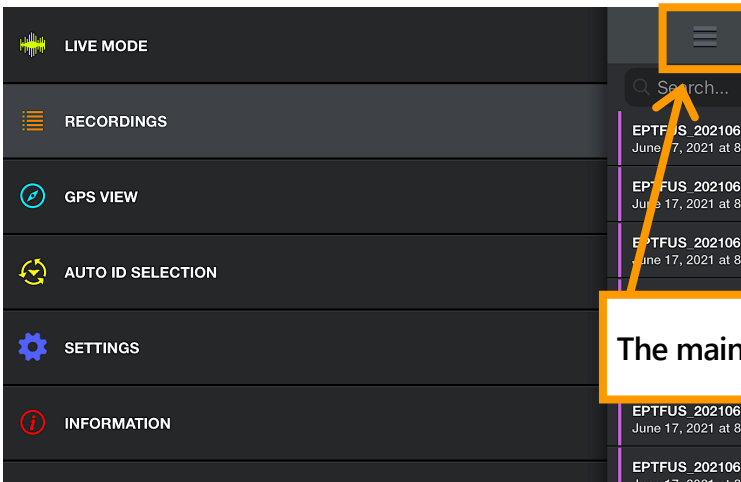 LIVE MODE
RECORDINGS
GPS VIEW
AUTO ID SELECTION
SETTINGS
INFORMATION
Search...
EPTFUS_202106
June 17, 2021 at 8
EPTFUS_202106
June 17, 2021 at 8
EPTFUS_202106
June 17, 2021 at 8
The main
EPTFUS_202106
June 17, 2021 at 8
EPTFUS_202106